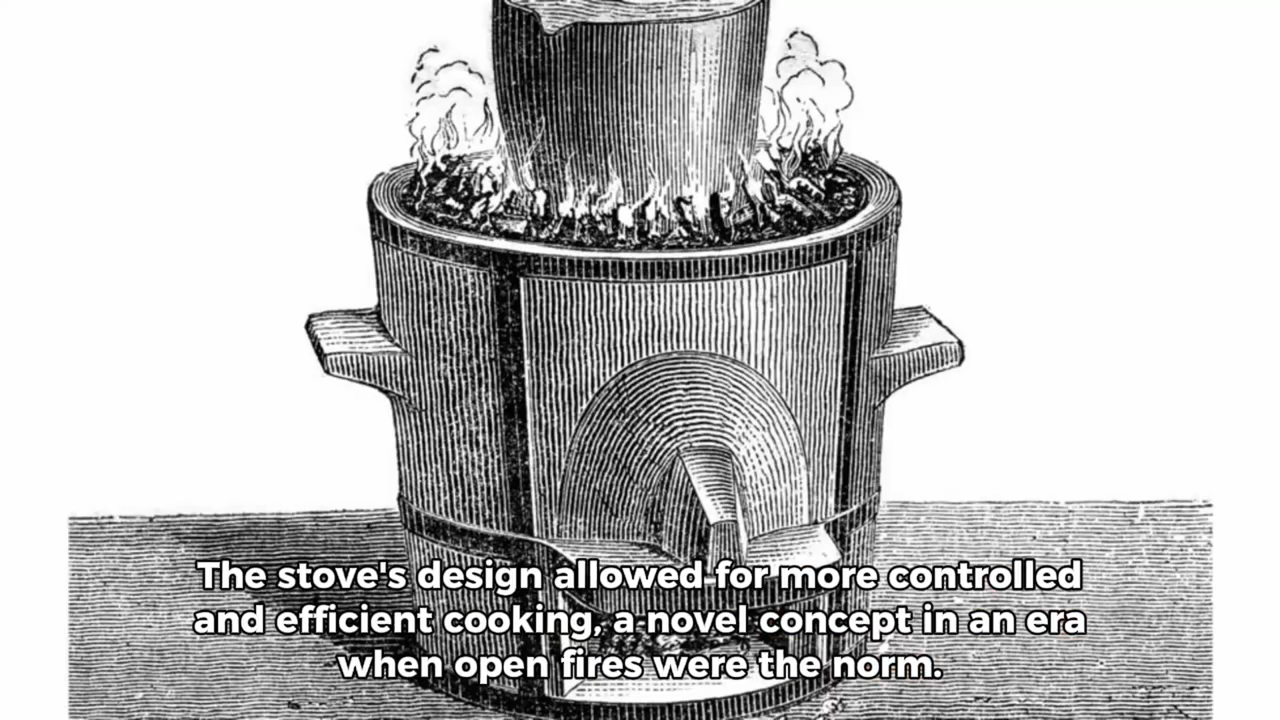 The stove's design allowed for more controlled
and efficient cooking, a novel concept in an era
when open fires were the norm.